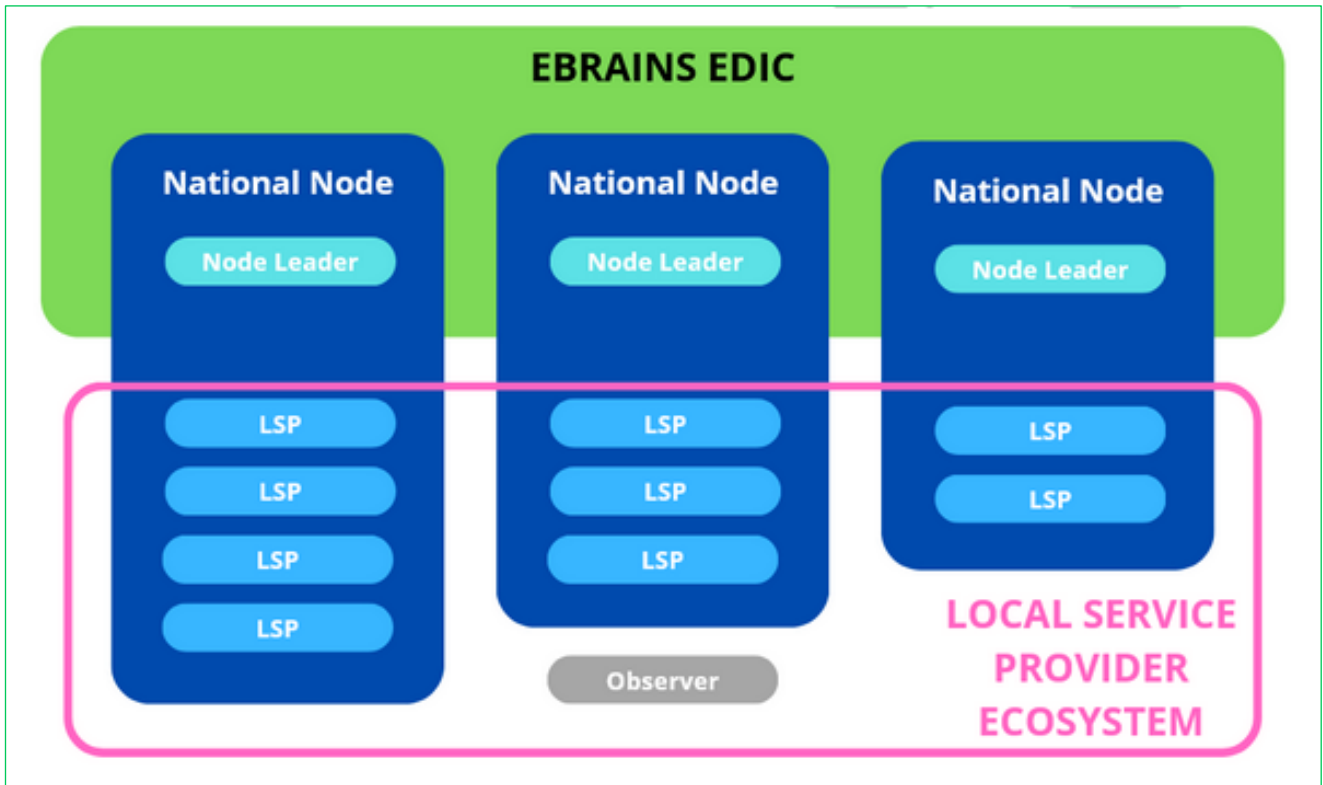 EBRAINS EDIC
National Node
Node Leader
LSP
LSP
LSP
LSP
National Node
Node Leader
LSP
LSP
LSP
Observer
National Node
Node Leader
LSP
LSP
LOCAL SERVICE
PROVIDER
ECOSYSTEM